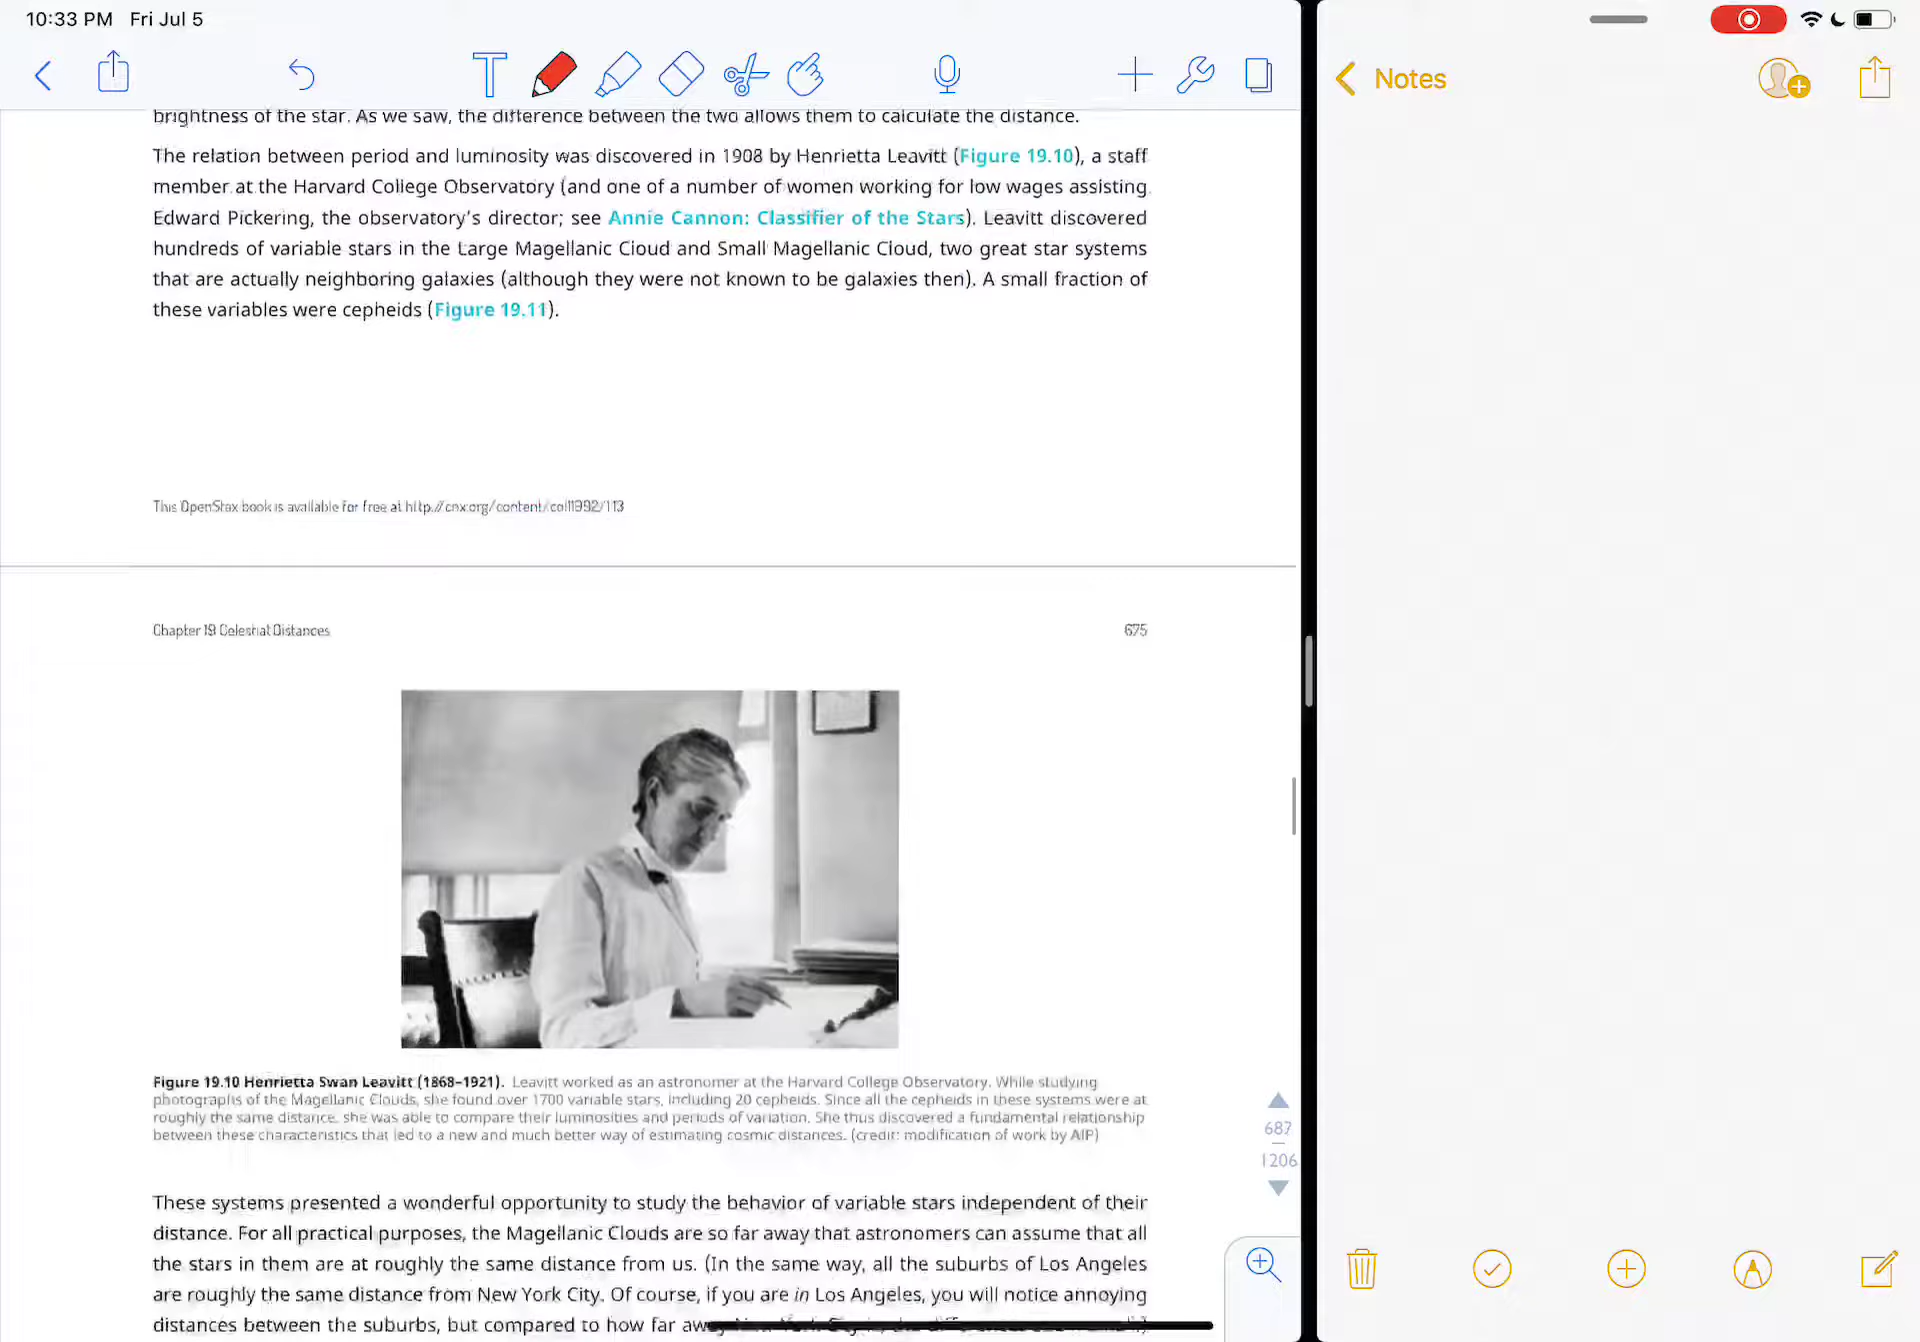 10:33 PM Fri Jul 5
Notes
brightness of the star. As we saw, the difference between the two allows them to calculate the distance.
The relation between period and luminosity was discovered in 1908 by Henrietta Leavitt (Figure 19.10), a staff
member at the Harvard College Observatory (and one of a number of women working for low wages assisting
Edward Pickering, the observatory's director; see Annie Cannon: Classifier of the Stars). Leavitt discovered
hundreds of variable stars in the Large Magellanic Cloud and Small Magellanic Cloud, two great star systems
that are actually neighboring galaxies (although they were not known to be galaxies then). A small fraction of
these variables were cepheids (Figure 19.11).
This OpenStax book is available for free at http://cnx.org/content/col11992/1.13
Chapter 19 Celestial Distances 675
Figure 19.10 Henrietta Swan Leavitt (1868–1921). Leavitt worked as an astronomer at the Harvard College Observatory. While studying
photographs of the Magellanic Clouds, she found over 1700 variable stars, including 20 cepheids. Since all the cepheids in these systems were at
roughly the same distance, she was able to compare their luminosities and periods of variation. She thus discovered a fundamental relationship
between these characteristics that led to a new and much better way of estimating cosmic distances. (credit: modification of work by AIP)
687
1206
These systems presented a wonderful opportunity to study the behavior of variable stars independent of their
distance. For all practical purposes, the Magellanic Clouds are so far away that astronomers can assume that all
the stars in them are at roughly the same distance from us. (In the same way, all the suburbs of Los Angeles
are roughly the same distance from New York City. Of course, if you are in Los Angeles, you will notice annoying
distances between the suburbs, but compared to how far away